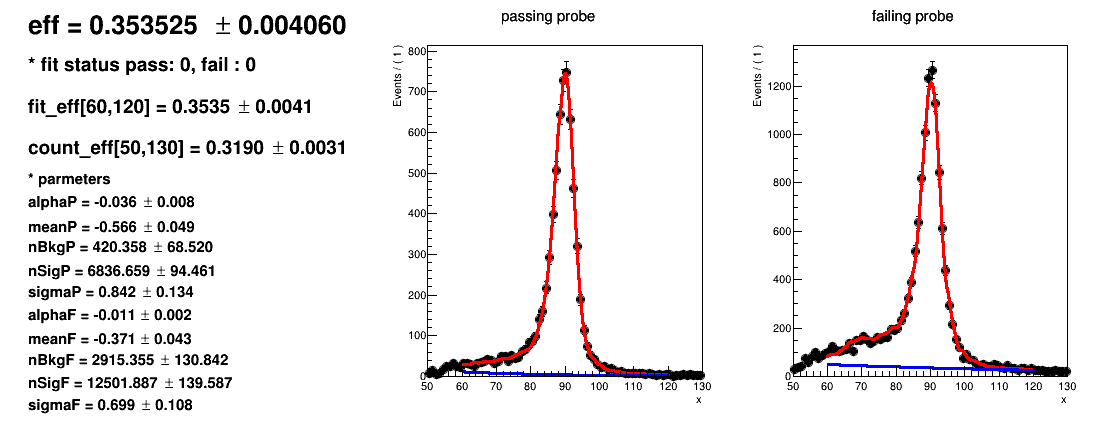 eff = 0.353525 ± 0.004060
* fit status pass: 0, fail : 0
fit_eff[60,120] = 0.3535 ± 0.0041
count_eff[50,130] = 0.3190 ± 0.0031
* parmeters
alphaP = -0.036 ± 0.008
meanP = -0.566 ± 0.049
nBkgP = 420.358 ± 68.520
nSigP = 6836.659 ± 94.461
sigmaP = 0.842 ± 0.134
alphaF = -0.011 ± 0.002
meanF = -0.371 ± 0.043
nBkgF = 2915.355 ± 130.842
nSigF = 12501.887 ± 139.587
sigmaF = 0.699 ± 0.108
passing probe
Events / ( 1 )
800
700
600
500
400
300
200
100
0
50 60 70 80 90 100 110 120 130
x
failing probe
Events / ( 1 )
1200
1000
800
600
400
200
0
50 60 70 80 90 100 110 120 130
x